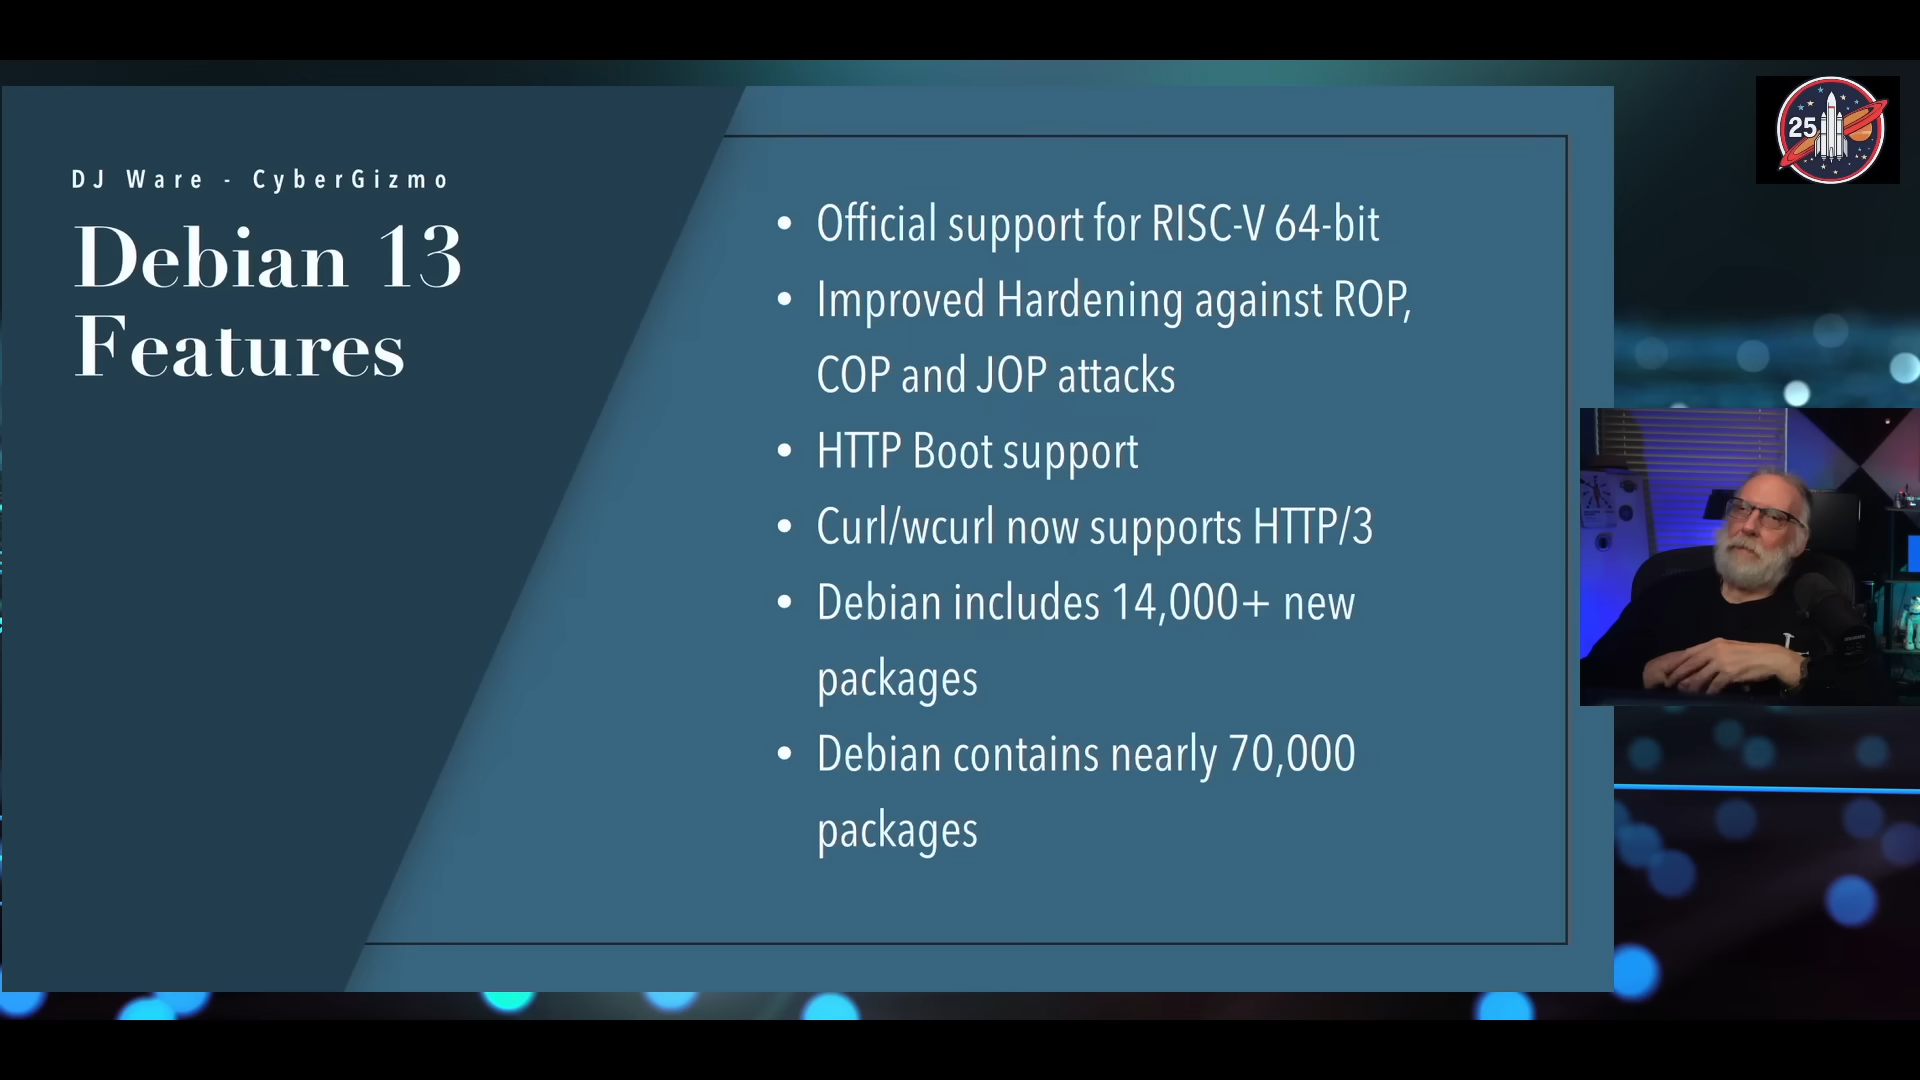 DJ Ware - CyberGizmo
Debian 13
Features
• Official support for RISC-V 64-bit
• Improved Hardening against ROP,
COP and JOP attacks
• HTTP Boot support
• Curl/wcurl now supports HTTP/3
• Debian includes 14,000+ new
packages
• Debian contains nearly 70,000
packages
25